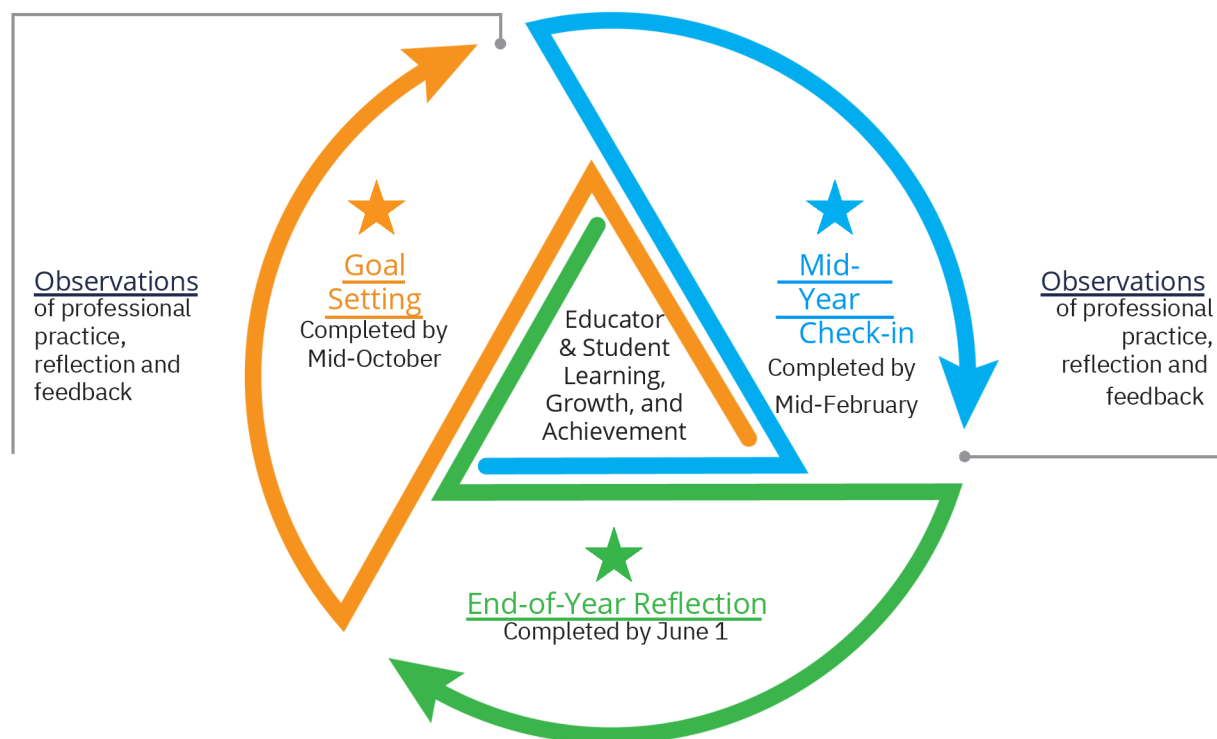 Observations
of professional
practice,
reflection and
feedback
Goal
Setting
Completed by
Mid-October
Educator
& Student
Learning,
Growth, and
Achievement
Mid-
Year
Check-in
Completed by
Mid-February
Observations
of professional
practice,
reflection and
feedback
End-of-Year Reflection
Completed by June 1